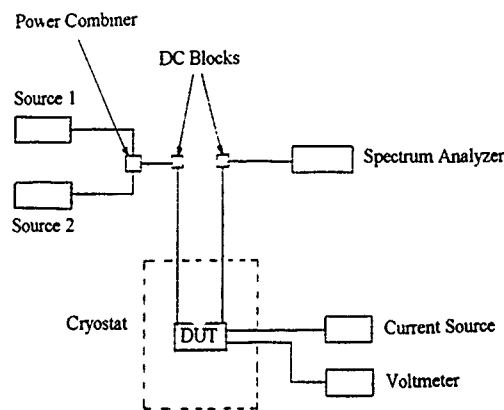 Power Combiner
DC Blocks
Source 1
Spectrum Analyzer
Source 2
Cryostat
DUT
Current Source
Voltmeter